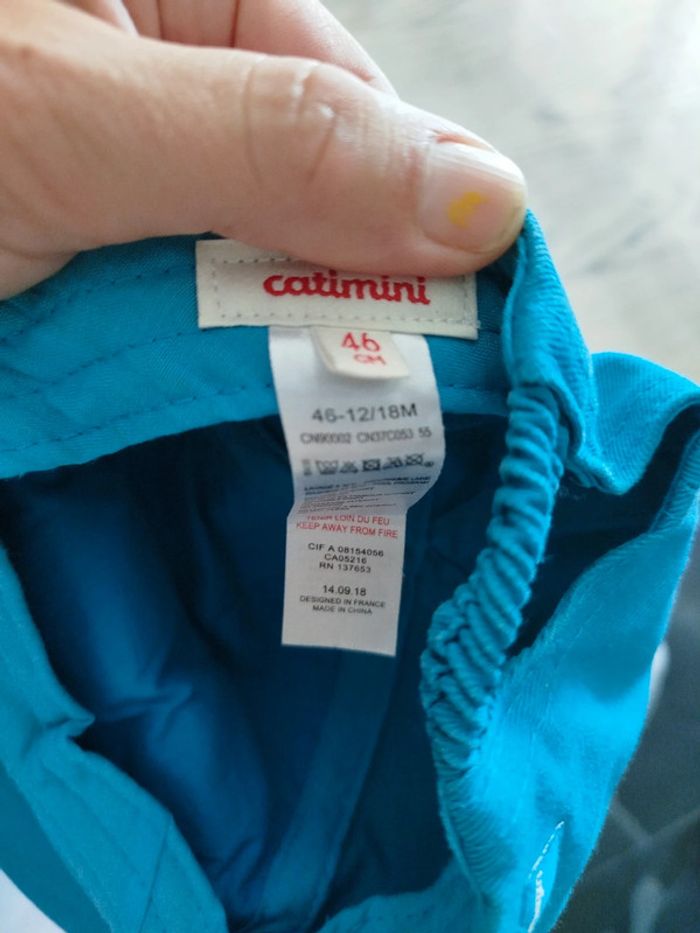 catimini
46
CM
46-12/18M
CN90002 CN37C053 55
TENIR LOIN DU FEU
KEEP AWAY FROM FIRE
CIF A 08154056
CA05216
RN 137653
14.09.18
DESIGNED IN FRANCE
MADE IN CHINA